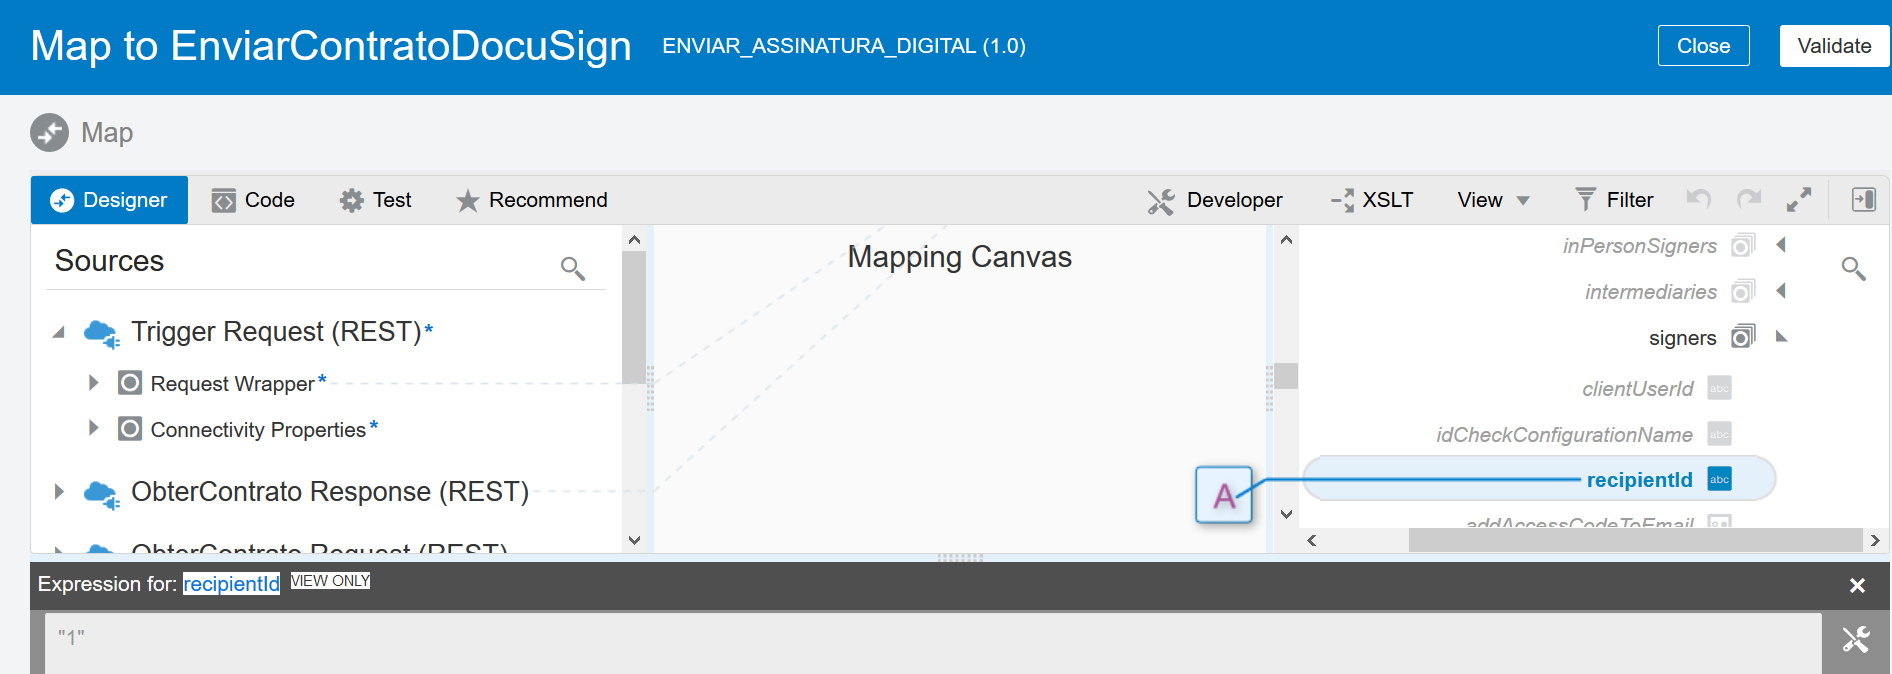 Map to EnviarContratoDocuSign ENVIAR_ASSINATURA_DIGITAL (1.0) Close Validate
Map
Designer Code Test Recommend Developer XSLT View Filter
Sources
Mapping Canvas
Trigger Request (REST)*
Request Wrapper*
Connectivity Properties*
ObterContrato Response (REST)
ObterContrato Request (REST)
inPersonSigners
intermediaries
signers
clientUserId abc
idCheckConfigurationName abc
A recipientId abc
addAccessCodeToEmail
Expression for: recipientId VIEW ONLY
"1"